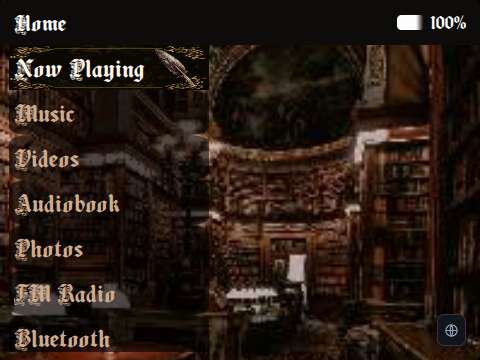 Home
100%
Now Playing
Music
Videos
Audiobook
Photos
FM Radio
Bluetooth